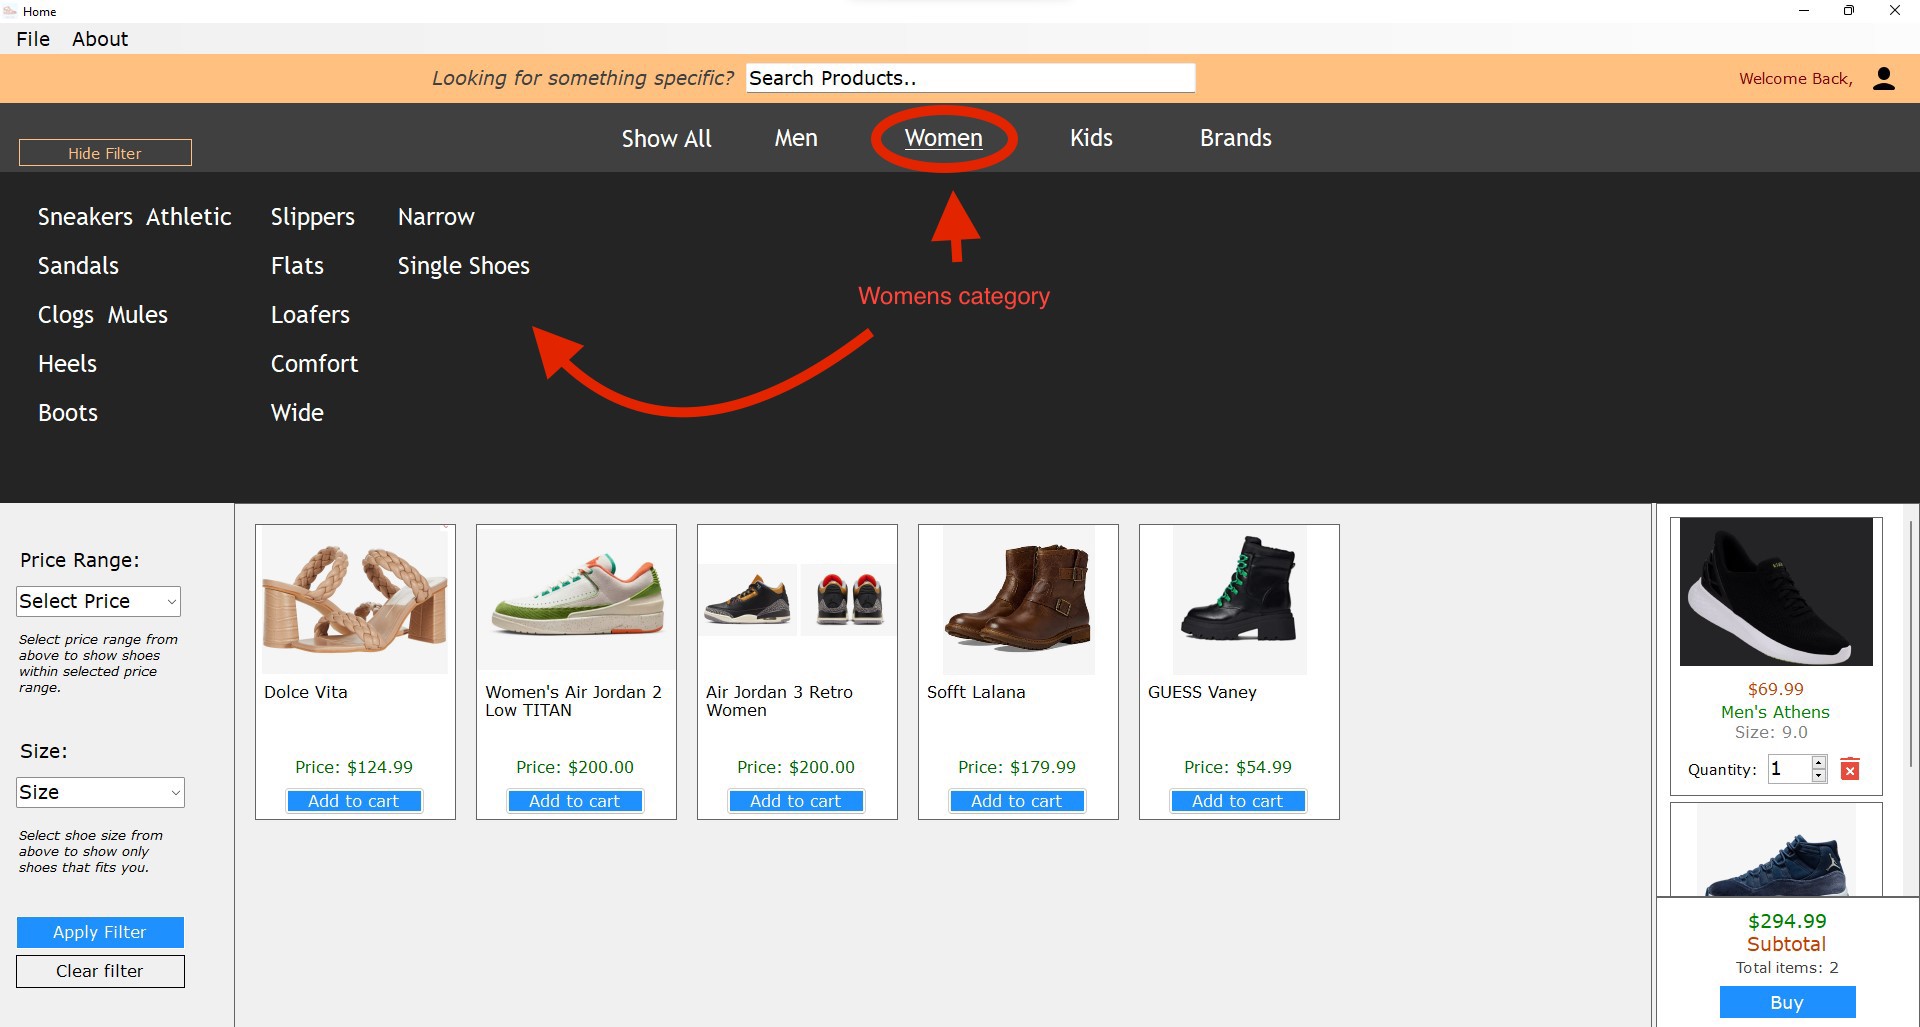 Home
File About
Looking for something specific? Search Products..
Welcome Back,
Hide Filter
Show All Men Women Kids Brands
Sneakers Athletic Slippers Narrow
Sandals Flats Single Shoes
Clogs Mules Loafers
Heels Comfort
Boots Wide
Womens category
Price Range:
Select Price
Select price range from
above to show shoes
within selected price
range.
Size:
Size
Select shoe size from
above to show only
shoes that fits you.
Apply Filter
Clear filter
Dolce Vita
Price: $124.99
Add to cart
Women's Air Jordan 2
Low TITAN
Price: $200.00
Add to cart
Air Jordan 3 Retro
Women
Price: $200.00
Add to cart
Sofft Lalana
Price: $179.99
Add to cart
GUESS Vaney
Price: $54.99
Add to cart
$69.99
Men's Athens
Size: 9.0
Quantity: 1
$294.99
Subtotal
Total items: 2
Buy